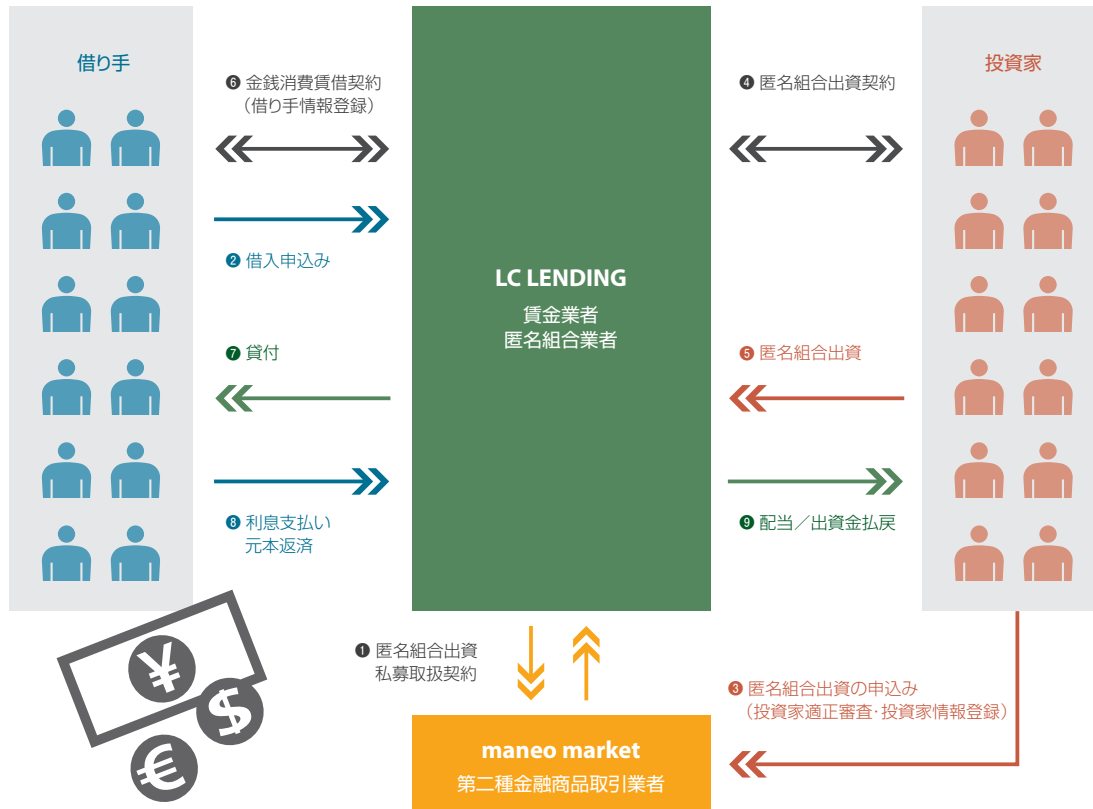 借り手
❻ 金銭消費賃借契約
（借り手情報登録）
❷ 借入申込み
❼ 貸付
❽ 利息支払い
元本返済
LC LENDING
賃金業者
匿名組合業者
投資家
❹ 匿名組合出資契約
❺ 匿名組合出資
❾ 配当／出資金払戻
❶ 匿名組合出資
私募取扱契約
❸ 匿名組合出資の申込み
（投資家適正審査・投資家情報登録）
maneo market
第二種金融商品取引業者
¥
$
€